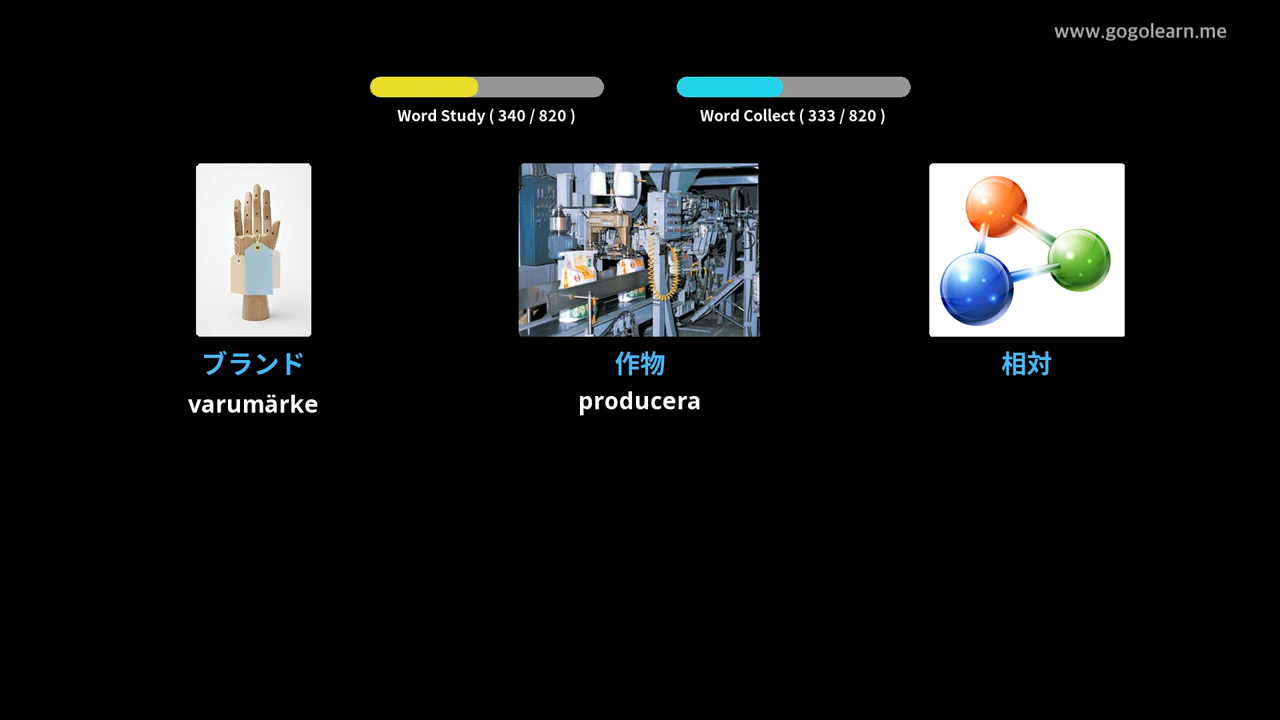 www.gogolearn.me
Word Study ( 340 / 820 )
Word Collect ( 333 / 820 )
ブランド
varumärke
作物
producera
相対